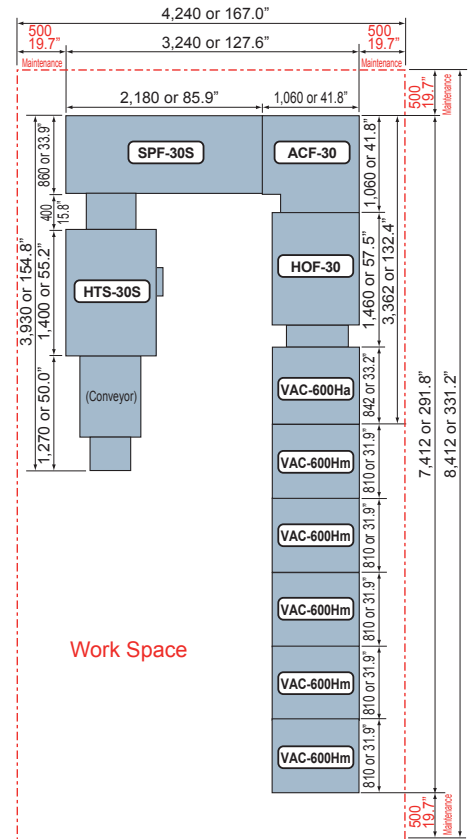 4,240 or 167.0"
500
19.7"
Maintenance
3,240 or 127.6"
500
19.7"
Maintenance
2,180 or 85.9"
1,060 or 41.8"
500
19.7"
Maintenance
SPF-30S
ACF-30
860 or 33.9"
400
15.8"
3,930 or 154.8"
1,400 or 55.2"
HTS-30S
1,270 or 50.0"
(Conveyor)
1,060 or 41.8"
HOF-30
1,460 or 57.5"
3,362 or 132.4"
VAC-600Ha
842 or 33.2"
VAC-600Hm
810 or 31.9"
VAC-600Hm
810 or 31.9"
VAC-600Hm
810 or 31.9"
VAC-600Hm
810 or 31.9"
VAC-600Hm
810 or 31.9"
7,412 or 291.8"
8,412 or 331.2"
Work Space
500
19.7"
Maintenance